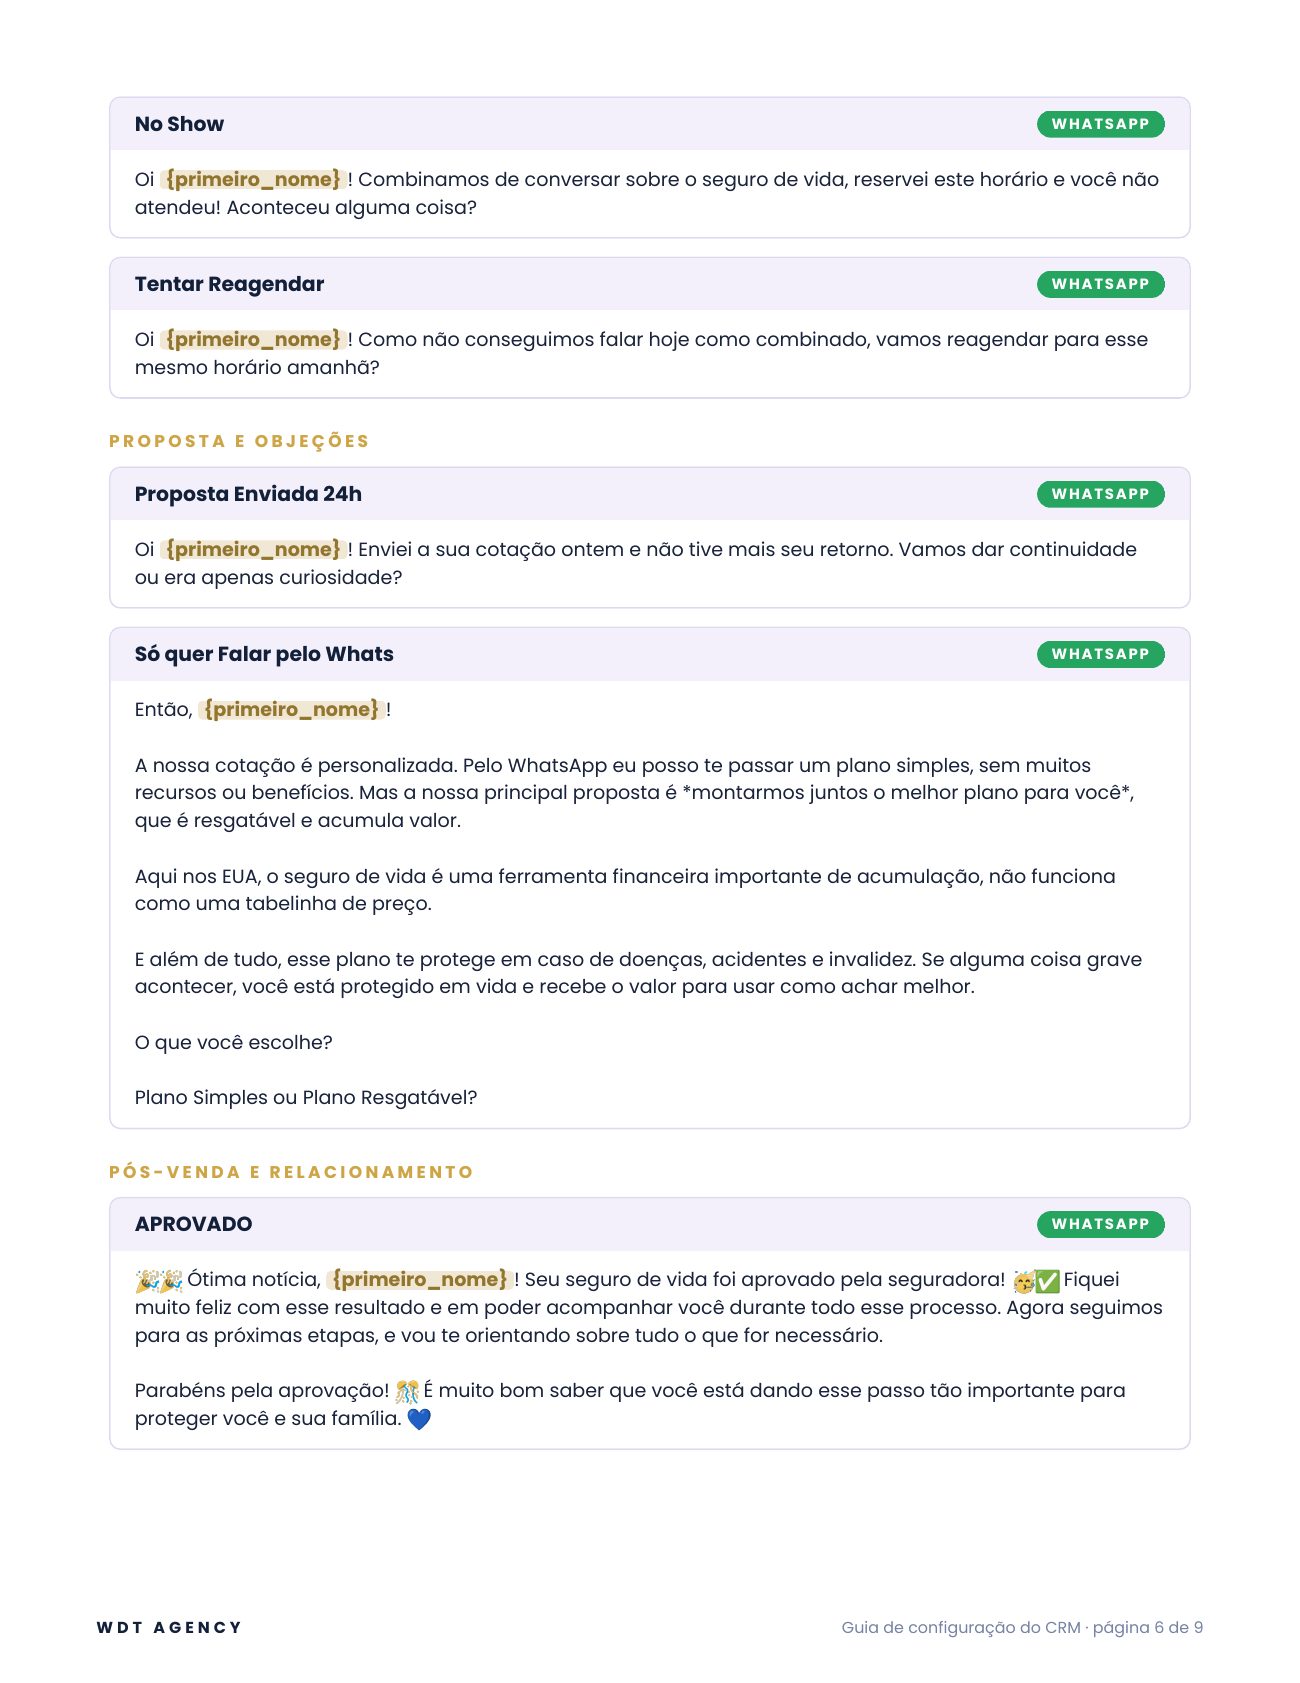 No Show
WHATSAPP
Oi {primeiro_nome} ! Combinamos de conversar sobre o seguro de vida, reservei este horário e você não
atendeu! Aconteceu alguma coisa?
Tentar Reagendar
WHATSAPP
Oi {primeiro_nome} ! Como não conseguimos falar hoje como combinado, vamos reagendar para esse
mesmo horário amanhã?
PROPOSTA E OBJEÇÕES
Proposta Enviada 24h
WHATSAPP
Oi {primeiro_nome} ! Enviei a sua cotação ontem e não tive mais seu retorno. Vamos dar continuidade
ou era apenas curiosidade?
Só quer Falar pelo Whats
WHATSAPP
Então, {primeiro_nome} !
A nossa cotação é personalizada. Pelo WhatsApp eu posso te passar um plano simples, sem muitos
recursos ou benefícios. Mas a nossa principal proposta é *montarmos juntos o melhor plano para você*,
que é resgatável e acumula valor.
Aqui nos EUA, o seguro de vida é uma ferramenta financeira importante de acumulação, não funciona
como uma tabelinha de preço.
E além de tudo, esse plano te protege em caso de doenças, acidentes e invalidez. Se alguma coisa grave
acontecer, você está protegido em vida e recebe o valor para usar como achar melhor.
O que você escolhe?
Plano Simples ou Plano Resgatável?
PÓS-VENDA E RELACIONAMENTO
APROVADO
WHATSAPP
🎉🎉 Ótima notícia, {primeiro_nome} ! Seu seguro de vida foi aprovado pela seguradora! 🥳✅ Fiquei
muito feliz com esse resultado e em poder acompanhar você durante todo esse processo. Agora seguimos
para as próximas etapas, e vou te orientando sobre tudo o que for necessário.
Parabéns pela aprovação! 🎊 É muito bom saber que você está dando esse passo tão importante para
proteger você e sua família. 💙
WDT AGENCY
Guia de configuração do CRM · página 6 de 9